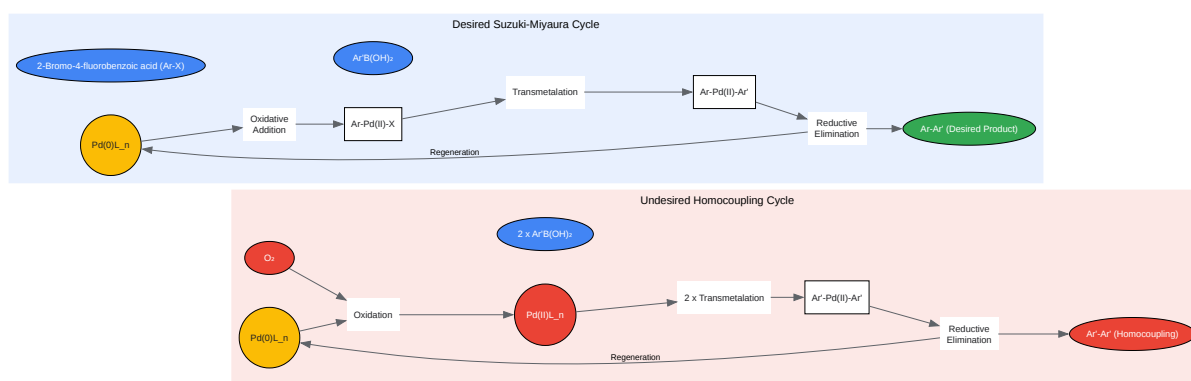 Desired Suzuki-Miyaura Cycle
2-Bromo-4-fluorobenzoic acid (Ar-X)
Ar'B(OH)₂
Transmetalation
Ar-Pd(II)-Ar'
Oxidative
Addition
Ar-Pd(II)-X
Reductive
Elimination
Ar-Ar' (Desired Product)
Pd(0)L_n
Regeneration
Undesired Homocoupling Cycle
2 x Ar'B(OH)₂
O₂
2 x Transmetalation
Ar'-Pd(II)-Ar'
Oxidation
Pd(II)L_n
Pd(0)L_n
Reductive
Elimination
Ar'-Ar' (Homocoupling)
Regeneration